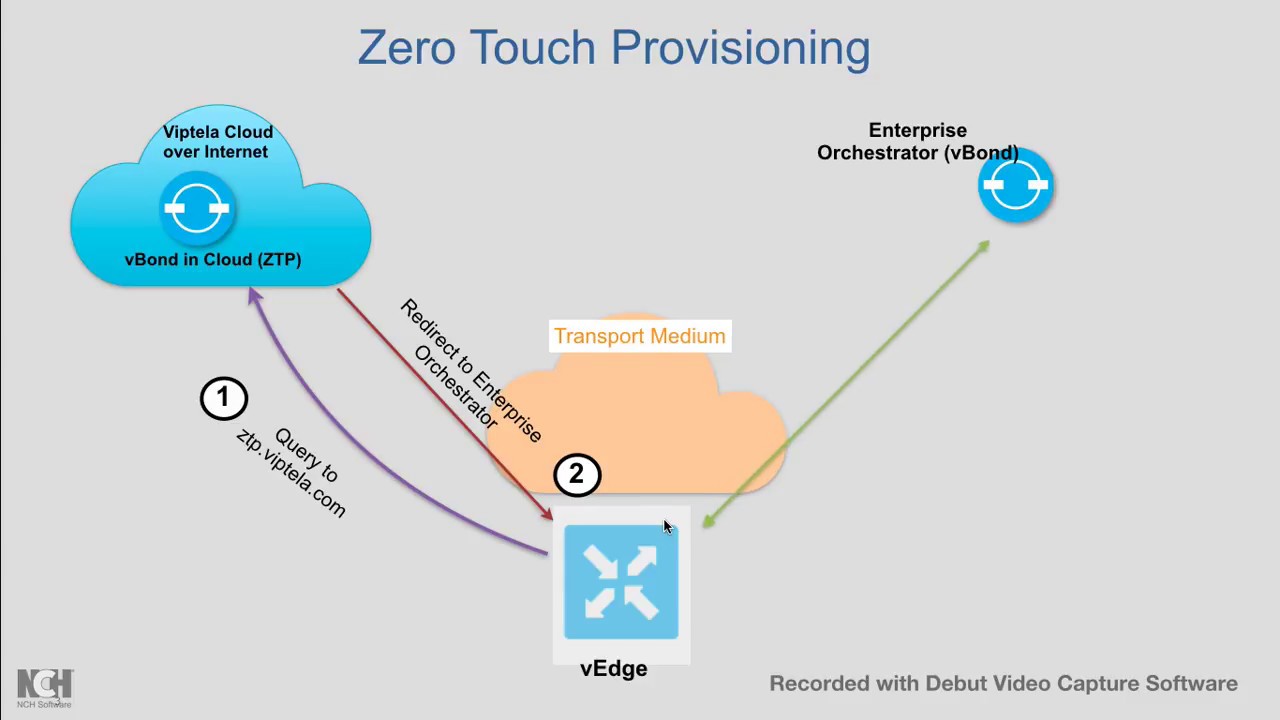 Zero Touch Provisioning
Viptela Cloud
over Internet
vBond in Cloud (ZTP)
Enterprise
Orchestrator (vBond)
Transport Medium
Redirect to Enterprise
Orchestrator
1
Query to
ztp.viptela.com
2
vEdge
NCH
3
NCH Software
Recorded with Debut Video Capture Software